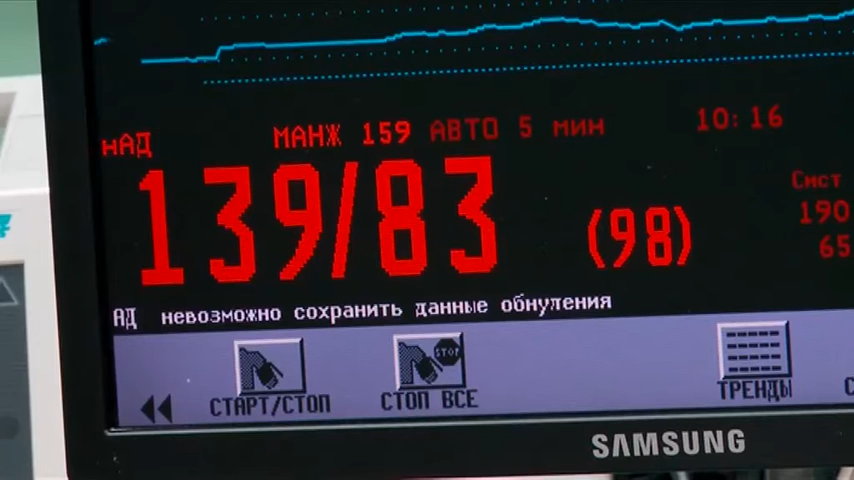 нАД МАНЖ 159 АВТО 5 мин 10:16
139/83 (98)
Сист
190
65
АД невозможно сохранить данные обнуления
СТАРТ/СТОП
STOP
СТОП ВСЕ
ТРЕНДЫ
SAMSUNG